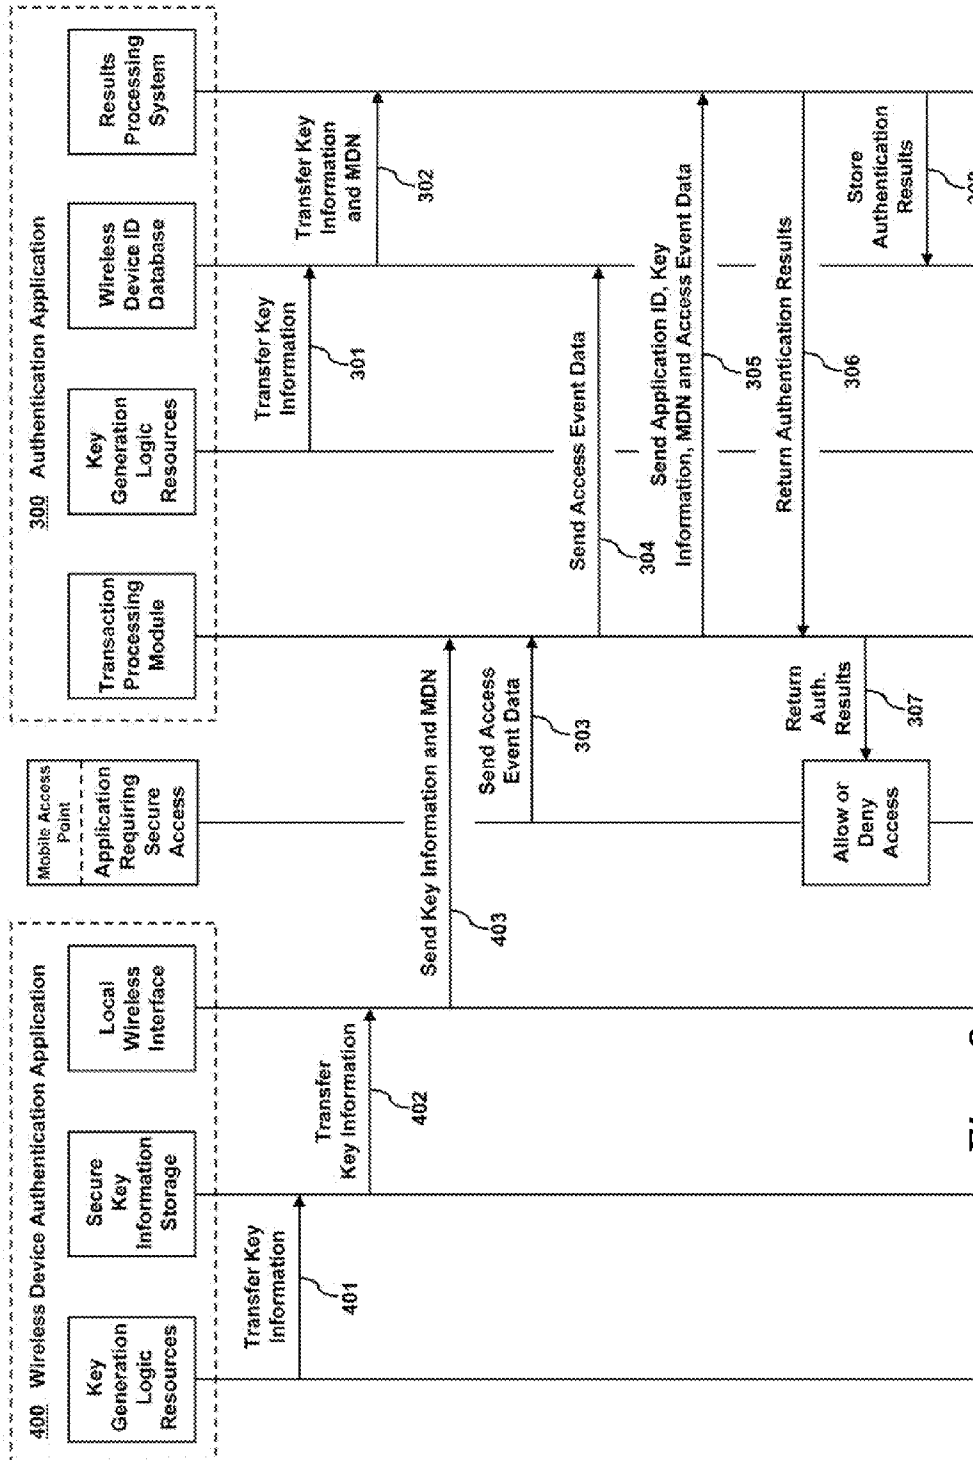 400 Wireless Device Authentication Application
Key
Generation
Logic
Resources
Secure
Key
Information
Storage
Local
Wireless
Interface
Mobile Access
Point
Application
Requiring
Secure
Access
300 Authentication Application
Transaction
Processing
Module
Key
Generation
Logic
Resources
Wireless
Device ID
Database
Results
Processing
System
Transfer Key
Information
401
Transfer
Key Information
402
Send Key Information and MDN
403
Transfer Key
Information
301
Transfer Key
Information
and MDN
302
Send Access
Event Data
303
Send Access Event Data
304
Send Application ID, Key
Information, MDN and Access Event Data
305
Return Authentication Results
306
Return
Auth.
Results
307
Allow or
Deny
Access
Store
Authentication
Results